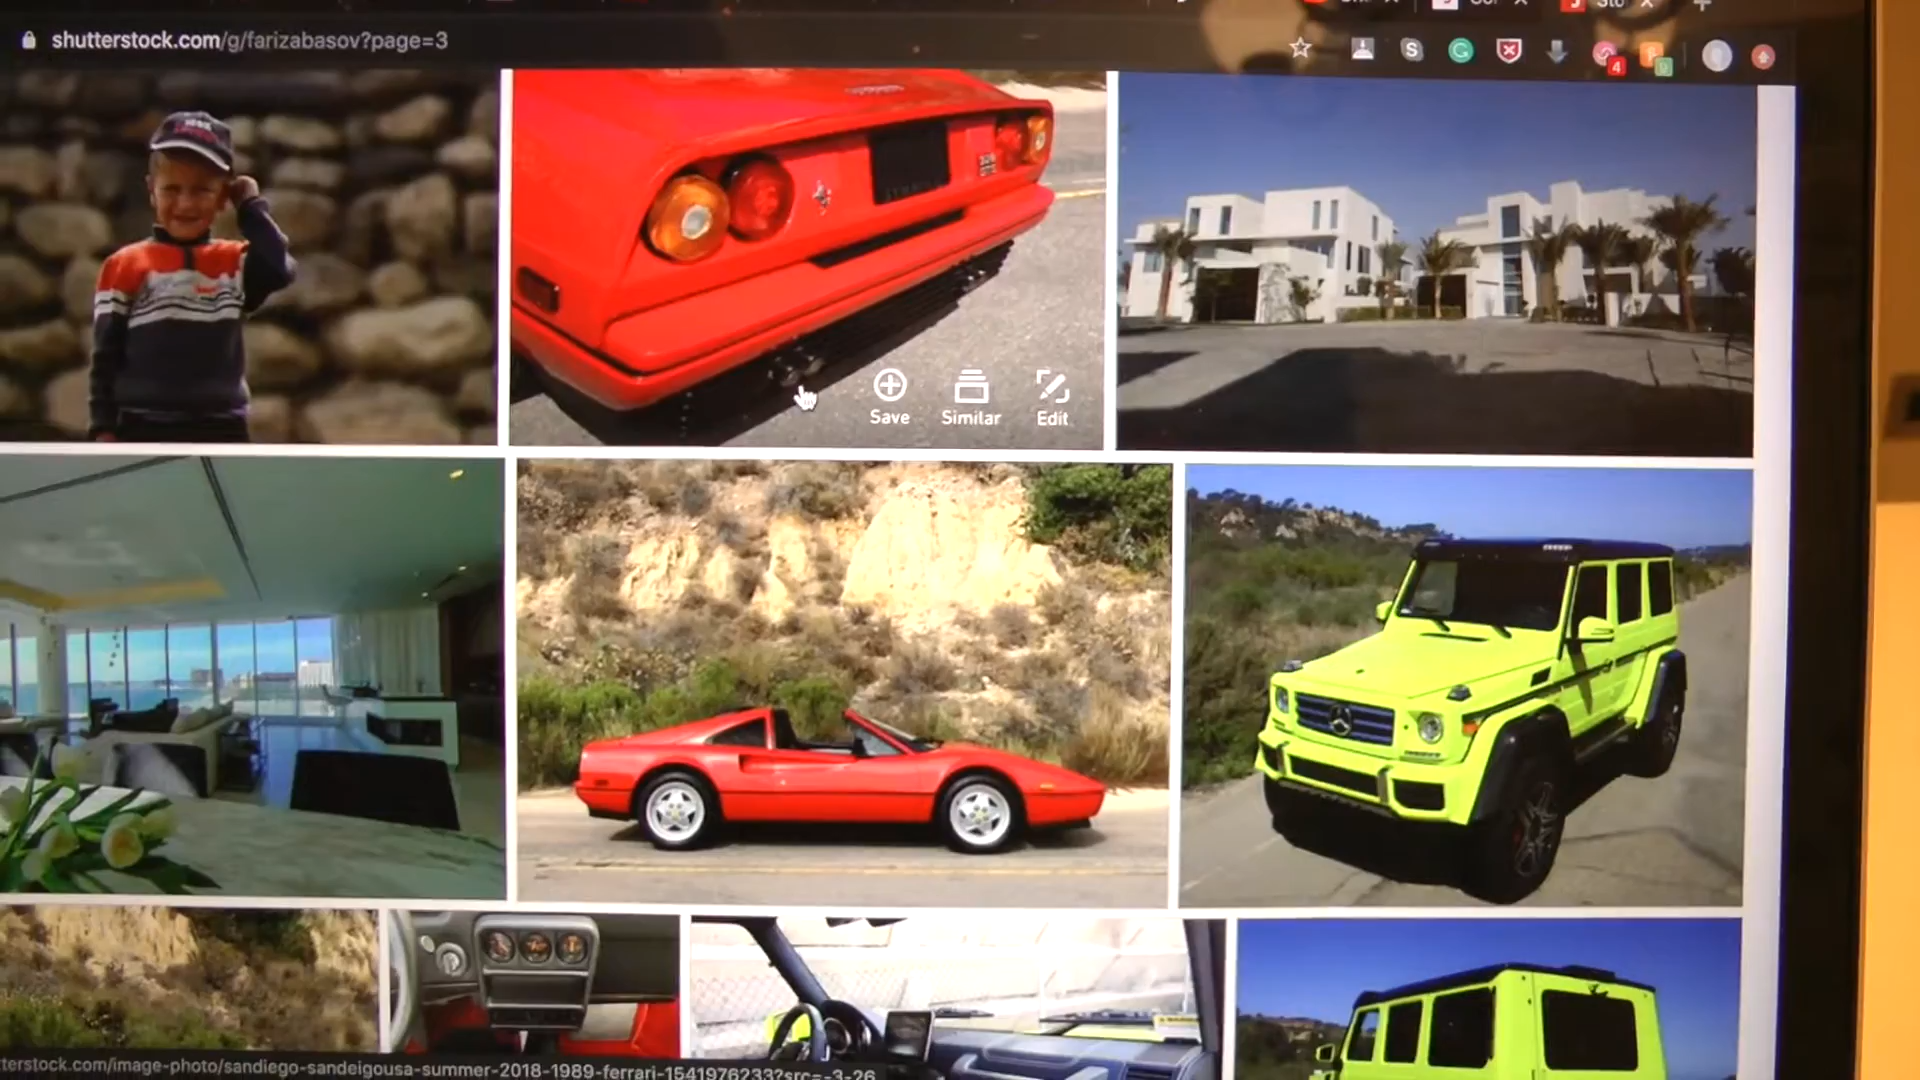 shutterstock.com/g/farizabasov?page=3
4
Save
Similar
Edit
terstock.com/image-photo/sandiego-sandeigousa-summer-2018-1989-ferrari-1541976233?src=-3-26